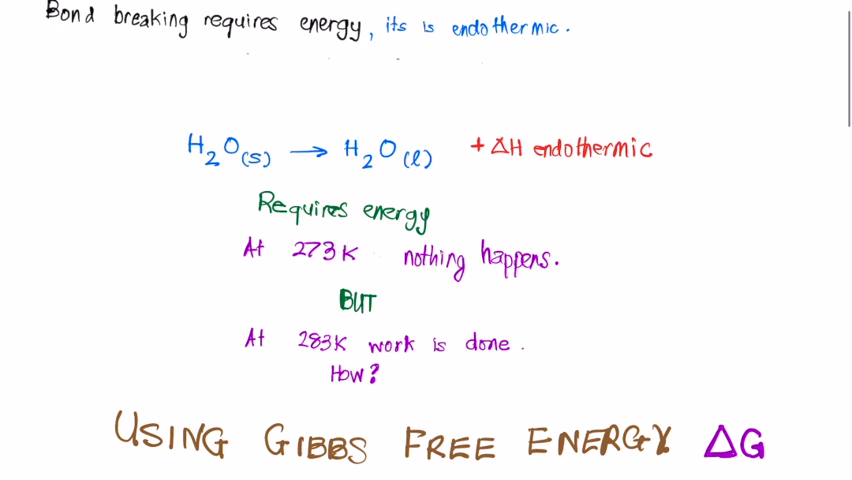 Bond breaking requires energy, its is endothermic.
H₂O(s) → H₂O(l) + ΔH endothermic
Requires energy
At 273K nothing happens.
BUT
At 283K work is done.
How?
USING GIBBS FREE ENERGY ΔG